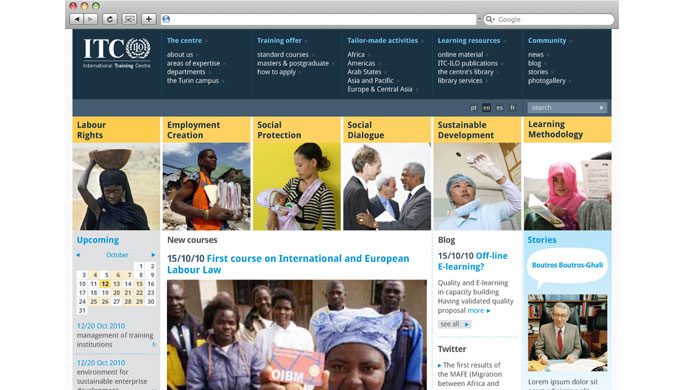 Google
ITC ILO
International Training Centre
The centre
about us
areas of expertise
departments
the Turin campus
Training offer
standard courses
masters & postgraduate
how to apply
Tailor-made activities
Africa
Americas
Arab States
Asia and Pacific
Europe & Central Asia
Learning resources
online material
ITC-ILO publications
the centre's library
library services
Community
news
blog
stories
photogallery
pt en es fr
search
Labour
Rights
Employment
Creation
Social
Protection
Social
Dialogue
Sustainable
Development
Learning
Methodology
Upcoming
October
1 2
3 4 5 6 7 8 9
10 11 12 13 14 15 16
17 18 19 20 21 22 23
24 25 26 27 28 29 30
31
12/20 Oct 2010
management of training
institutions
fr
12/20 Oct 2010
environment for
sustainable enterprise
development
New courses
15/10/10 First course on International and European
Labour Law
OIBM
Blog
15/10/10 Off-line
E-learning?
Quality and E-learning
in capacity building
Having validated quality
proposal more
see all
Twitter
The first results of
the MAFE (Migration
between Africa and
Stories
Boutros Boutros-Ghali
Lorem ipsum dolor sit